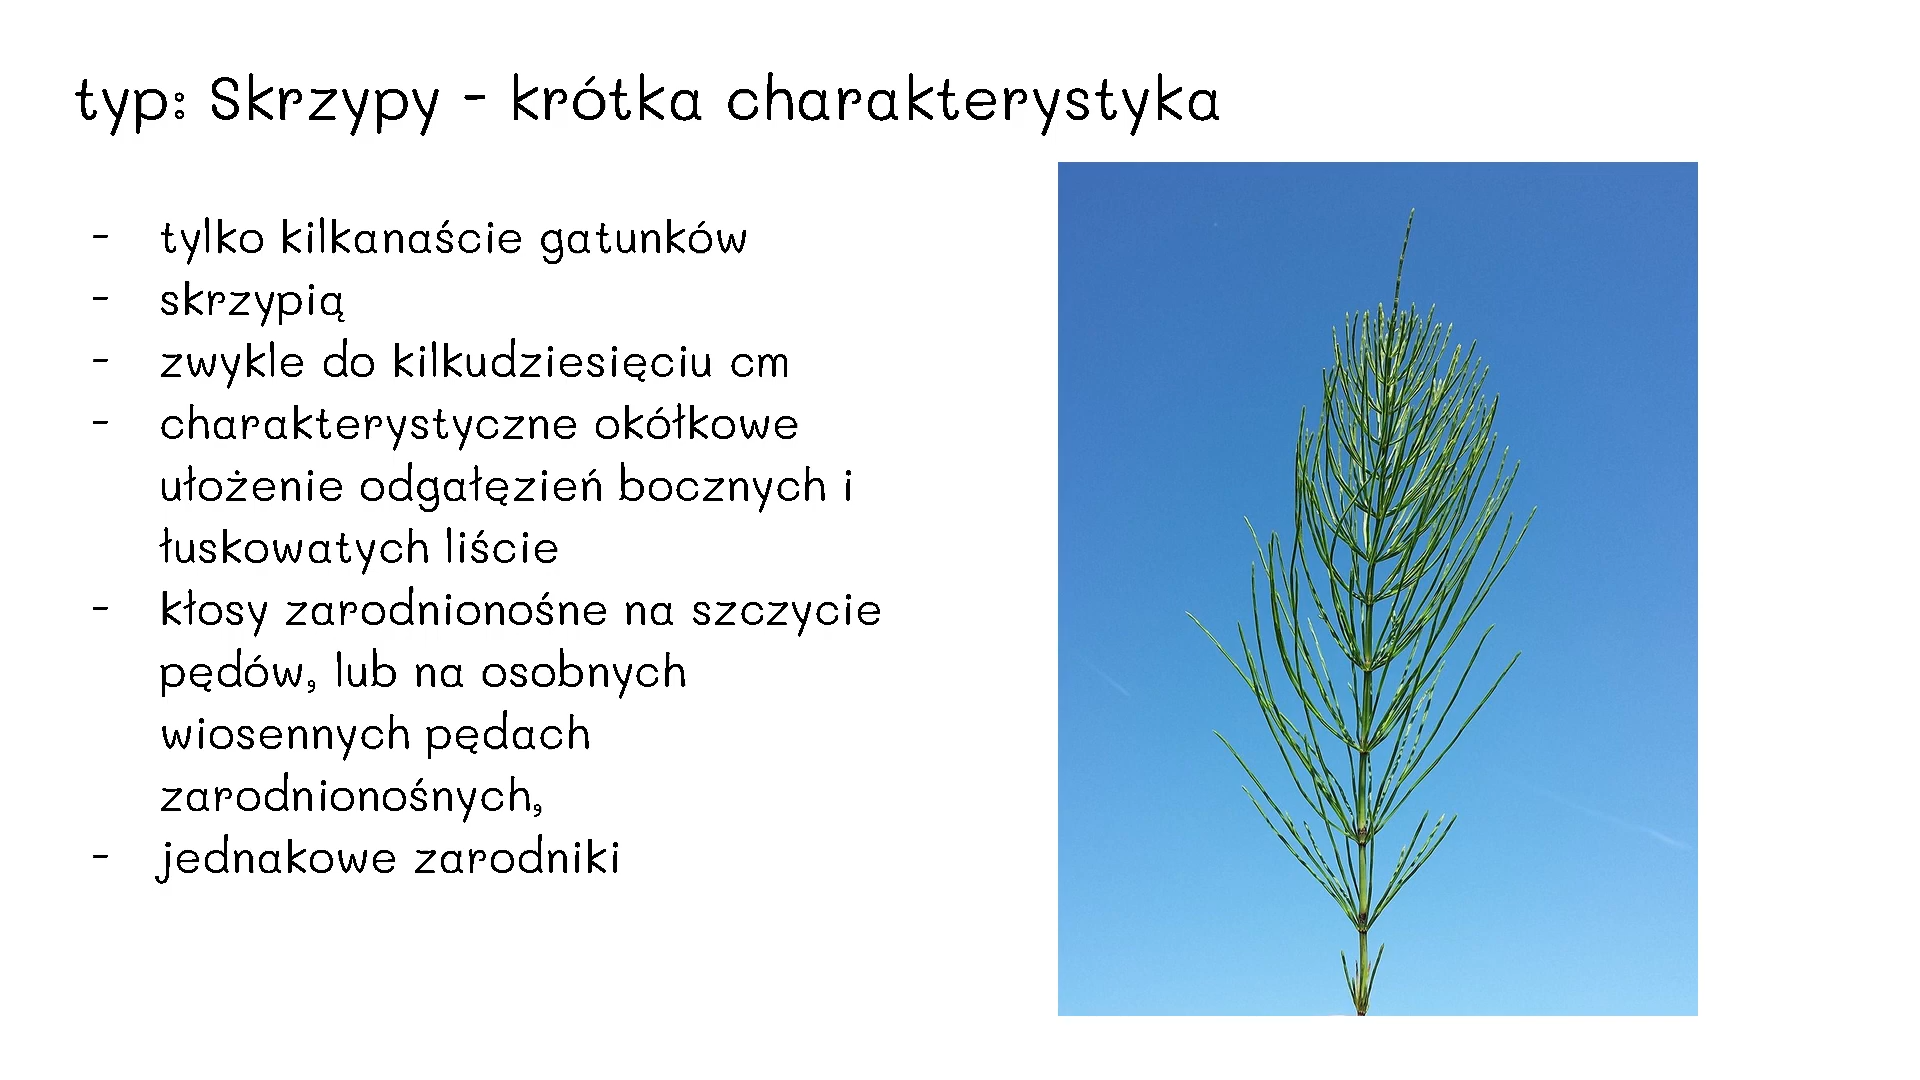 typ: Skrzypy - krótka charakterystyka
- tylko kilkanaście gatunków
- skrzypią
- zwykle do kilkudziesięciu cm
- charakterystyczne okółkowe
ułożenie odgałęzień bocznych i
łuskowatych liście
- kłosy zarodnionośne na szczycie
pędów, lub na osobnych
wiosennych pędach
zarodnionośnych,
- jednakowe zarodniki